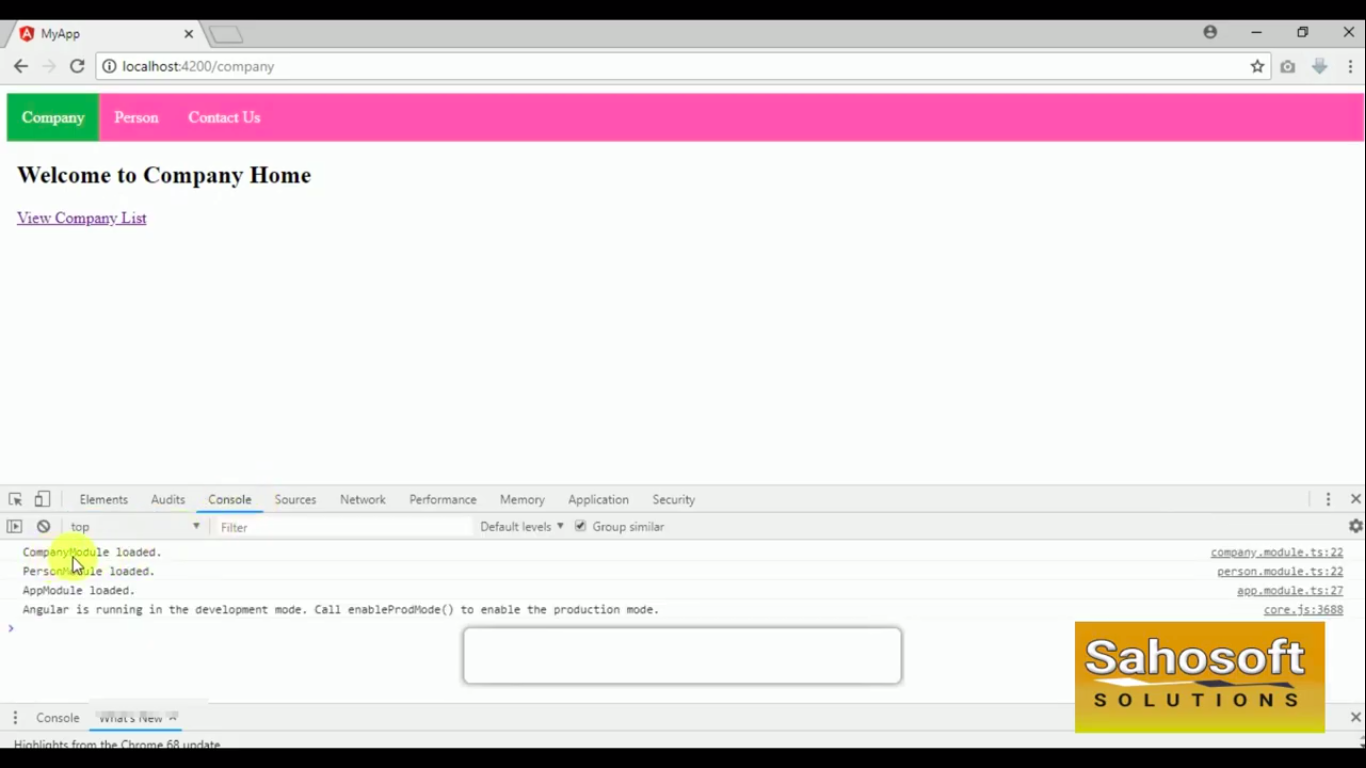 MyApp
localhost:4200/company
Company Person Contact Us
Welcome to Company Home
View Company List
Elements Audits Console Sources Network Performance Memory Application Security
top Filter Default levels Group similar
CompanyModule loaded. company.module.ts:22
PersonModule loaded. person.module.ts:22
AppModule loaded. app.module.ts:27
Angular is running in the development mode. Call enableProdMode() to enable the production mode. core.js:3688
Sahosoft
SOLUTIONS
Console What's New
Highlights from the Chrome 68 update